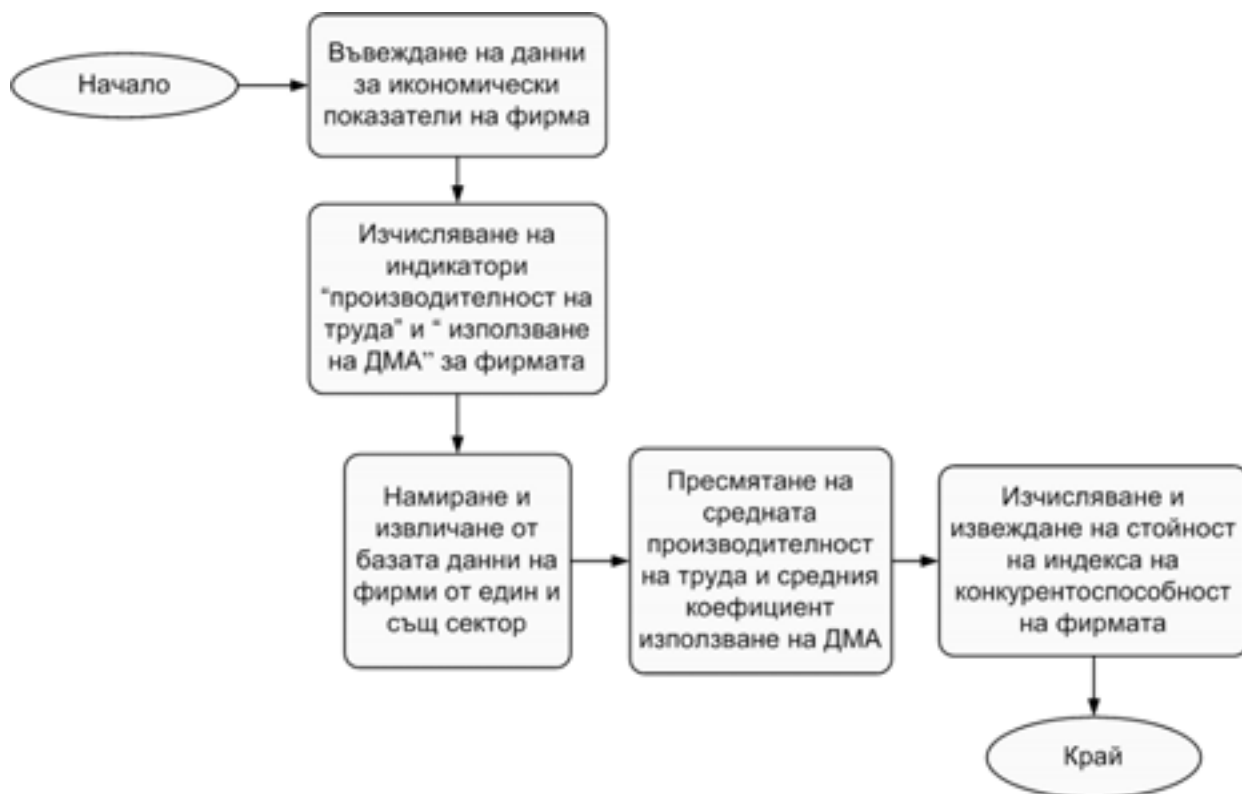 Начало
Въвеждане на данни
за икономически
показатели на фирма
Изчисляване на
индикатори
“производителност на
труда” и “ използване
на ДМА” за фирмата
Намиране и
извличане от
базата данни на
фирми от един и
същ сектор
Пресмятане на
средната
производителност
на труда и средния
коефициент
използване на ДМА
Изчисляване и
извеждане на стойност
на индекса на
конкурентоспособност
на фирмата
Край